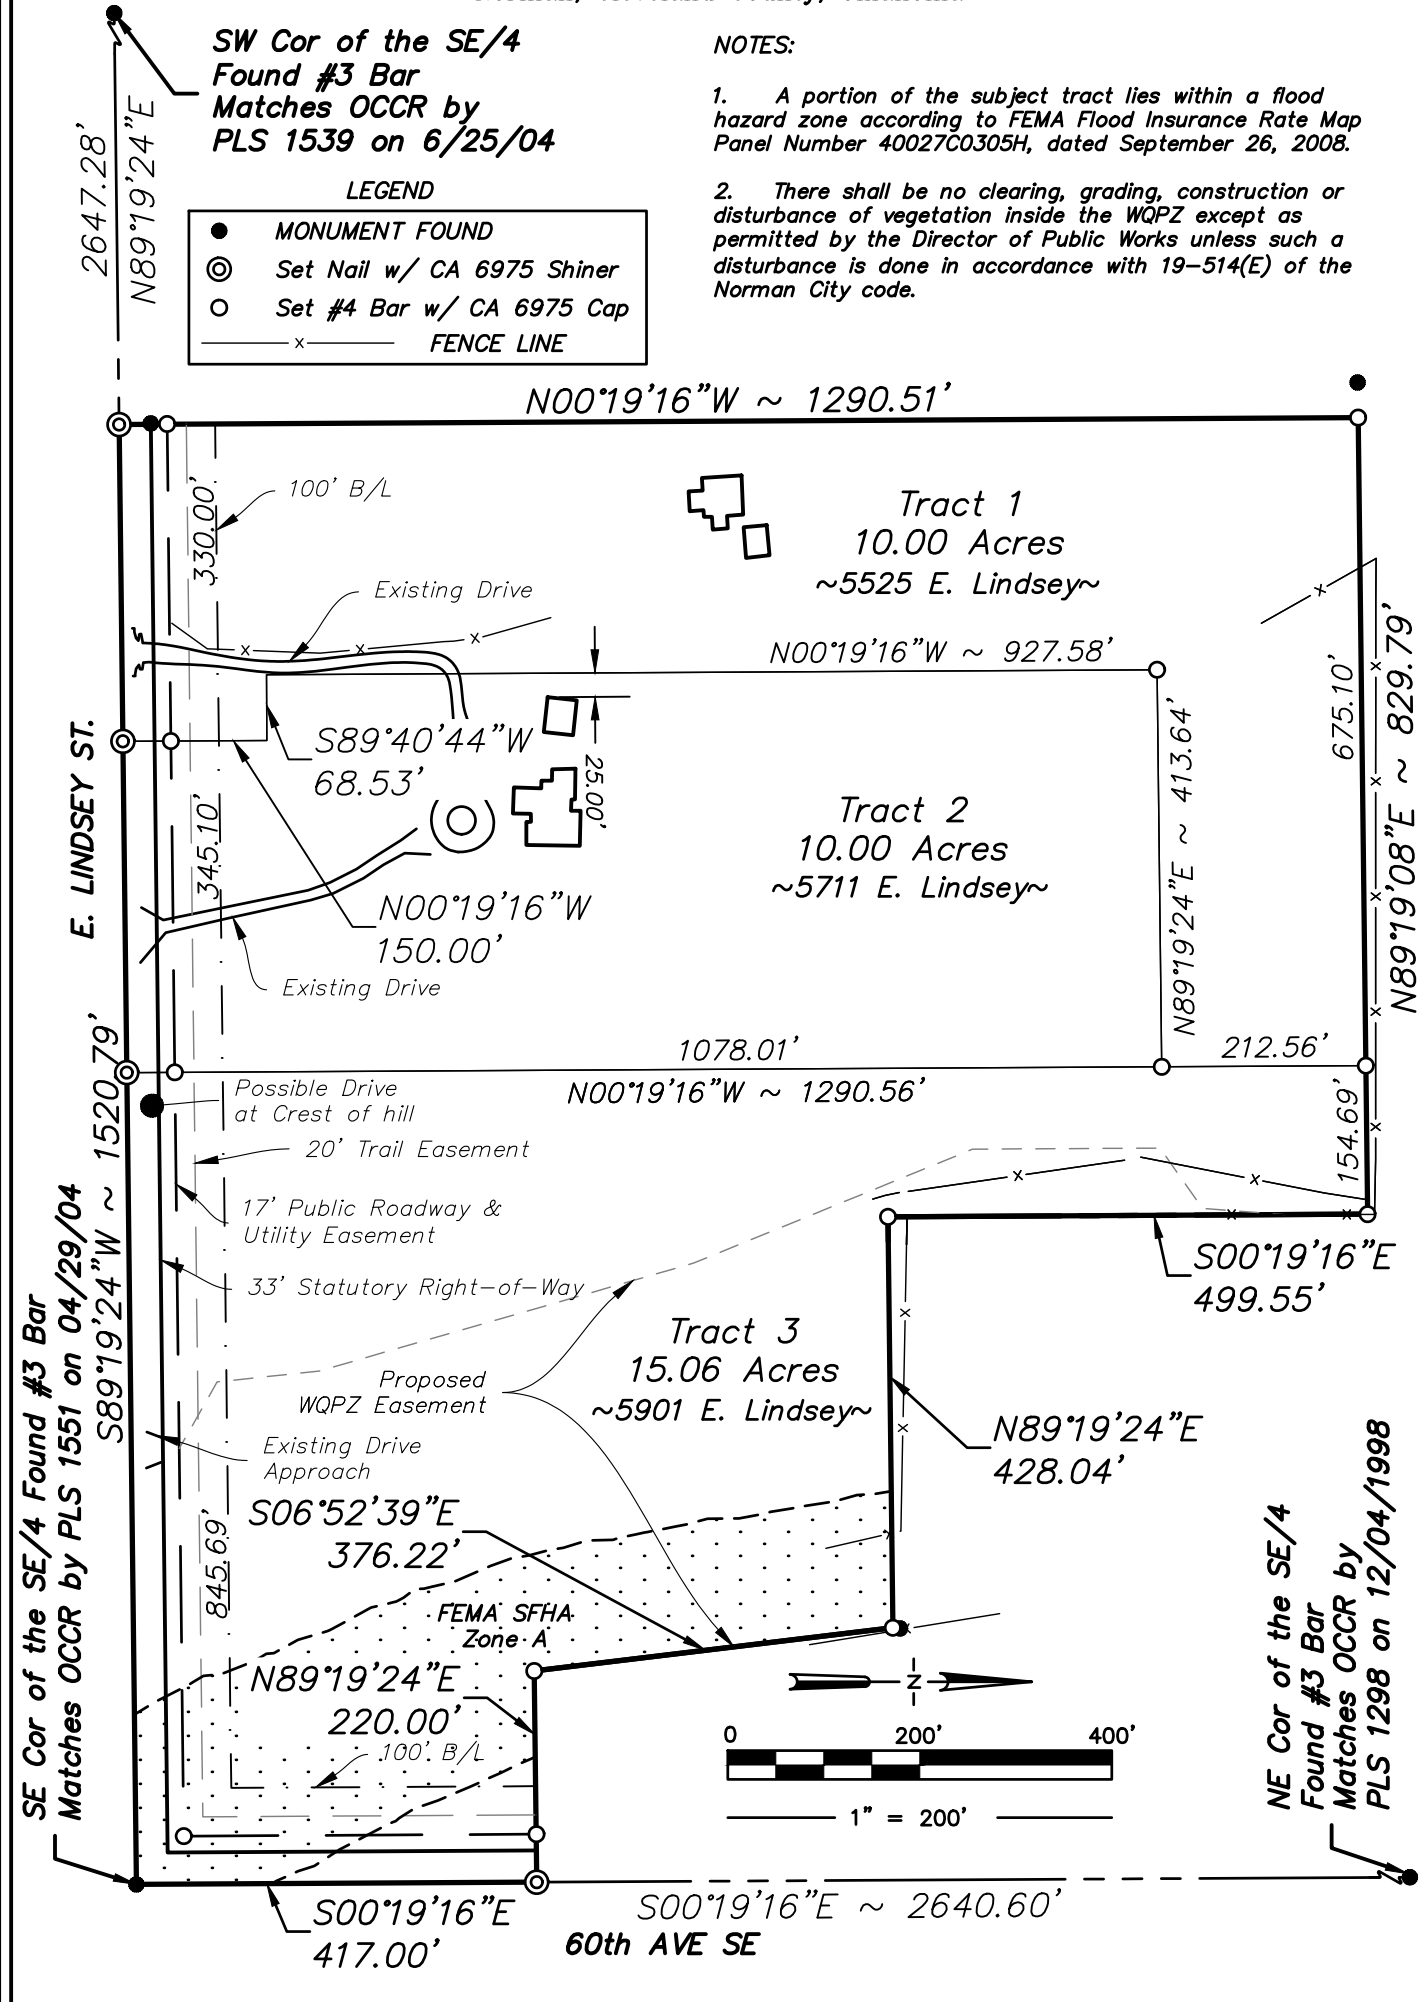 SW Cor of the SE/4
Found #3 Bar
Matches OCCR by
PLS 1539 on 6/25/04
2647.28'
N89°19'24"E
NOTES:
1. A portion of the subject tract lies within a flood
hazard zone according to FEMA Flood Insurance Rate Map
Panel Number 40027C0305H, dated September 26, 2008.
2. There shall be no clearing, grading, construction or
disturbance of vegetation inside the WQPZ except as
permitted by the Director of Public Works unless such a
disturbance is done in accordance with 19-514(E) of the
Norman City code.
LEGEND
MONUMENT FOUND
Set Nail w/ CA 6975 Shiner
Set #4 Bar w/ CA 6975 Cap
x FENCE LINE
N00°19'16"W ~ 1290.51'
330.00'
100' B/L
Tract 1
10.00 Acres
~5525 E. Lindsey~
Existing Drive
N00°19'16"W ~ 927.58'
S89°40'44"W
68.53'
25.00'
345.10'
Tract 2
10.00 Acres
~5711 E. Lindsey~
N89°19'24"E ~ 413.64'
675.10'
N89°19'08"E ~ 829.79'
E. LINDSEY ST.
N00°19'16"W
150.00'
Existing Drive
1078.01'
212.56'
N00°19'16"W ~ 1290.56'
154.69'
S89°19'24"W ~ 1520.79'
Possible Drive
at Crest of hill
20' Trail Easement
17' Public Roadway &
Utility Easement
33' Statutory Right-of-Way
S00°19'16"E
499.55'
Tract 3
15.06 Acres
~5901 E. Lindsey~
Proposed
WQPZ Easement
N89°19'24"E
428.04'
Existing Drive
Approach
S06°52'39"E
376.22'
845.69'
FEMA SFHA
Zone A
N89°19'24"E
220.00'
100' B/L
SE Cor of the SE/4 Found #3 Bar
Matches OCCR by PLS 1551 on 04/29/04
N
0 200' 400'
1" = 200'
NE Cor of the SE/4
Found #3 Bar
Matches OCCR by
PLS 1298 on 12/04/1998
S00°19'16"E
417.00'
S00°19'16"E ~ 2640.60'
60th AVE SE